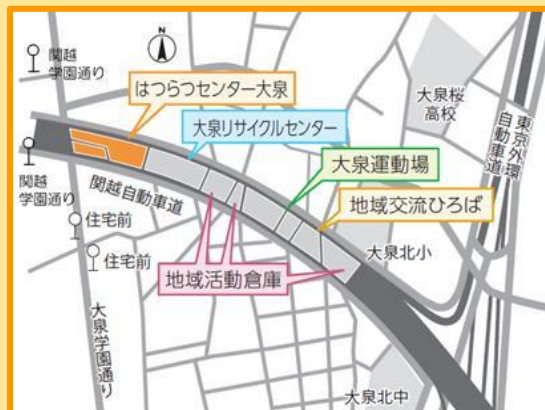 関越
学園通り
N
はつらつセンター大泉
大泉リサイクルセンター
大泉桜
高校
東京外環
自動車道
関越
学園通り
関越自動車道
大泉運動場
地域交流ひろば
住宅前
住宅前
地域活動倉庫
大泉北小
大泉学園通り
大泉北中